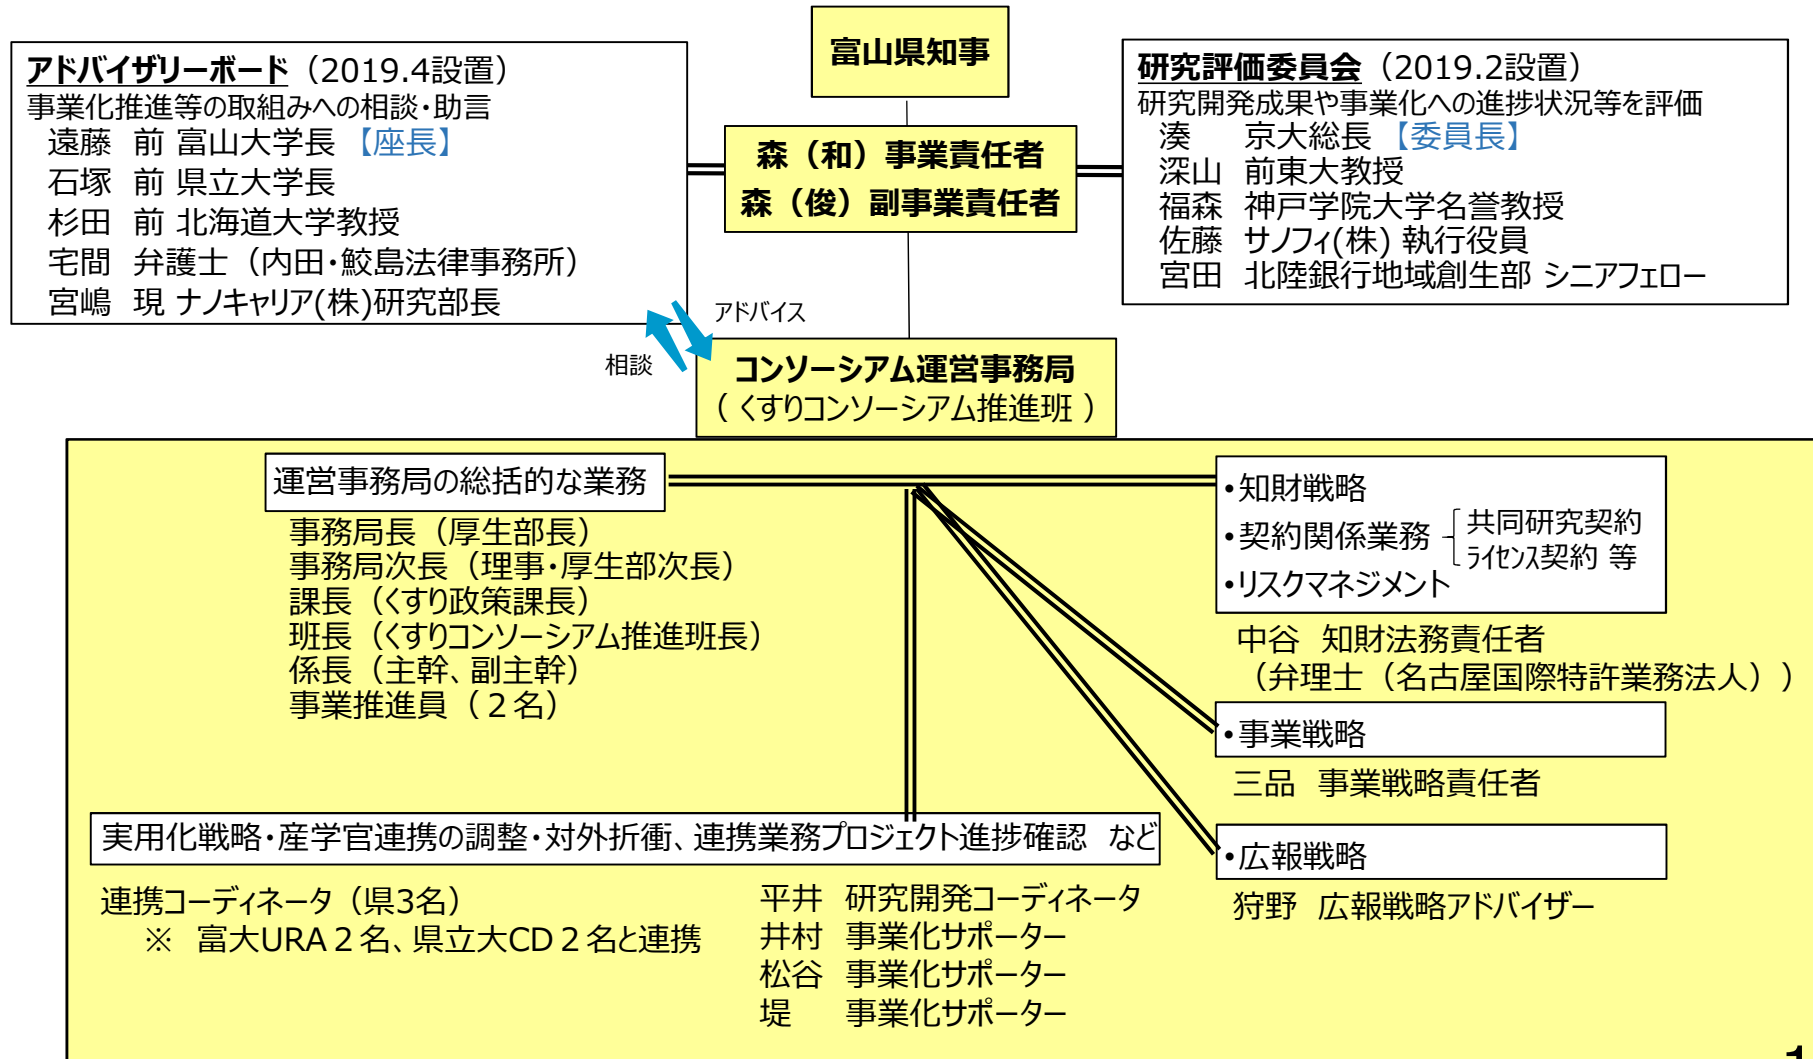 富山県知事
アドバイザリーボード（2019.4設置）
事業化推進等の取組みへの相談・助言
遠藤 前 富山大学長 【座長】
石塚 前 県立大学長
杉田 前 北海道大学教授
宅間 弁護士（内田・鮫島法律事務所）
宮嶋 現 ナノキャリア(株)研究部長
森（和）事業責任者
森（俊）副事業責任者
研究評価委員会（2019.2設置）
研究開発成果や事業化への進捗状況等を評価
湊 京大総長 【委員長】
深山 前東大教授
福森 神戸学院大学名誉教授
佐藤 サノフィ(株) 執行役員
宮田 北陸銀行地域創生部 シニアフェロー
アドバイス
相談
コンソーシアム運営事務局
（ くすりコンソーシアム推進班 ）
運営事務局の総括的な業務
事務局長（厚生部長）
事務局次長（理事・厚生部次長）
課長（くすり政策課長）
班長（くすりコンソーシアム推進班長）
係長（主幹、副主幹）
事業推進員（２名）
・知財戦略
・契約関係業務
共同研究契約
ライセンス契約 等
・リスクマネジメント
中谷 知財法務責任者
（弁理士（名古屋国際特許業務法人））
・事業戦略
三品 事業戦略責任者
・広報戦略
狩野 広報戦略アドバイザー
実用化戦略・産学官連携の調整・対外折衝、連携業務プロジェクト進捗確認 など
連携コーディネータ（県3名）
※ 富大URA２名、県立大CD２名と連携
平井 研究開発コーディネータ
井村 事業化サポーター
松谷 事業化サポーター
堤 事業化サポーター
1